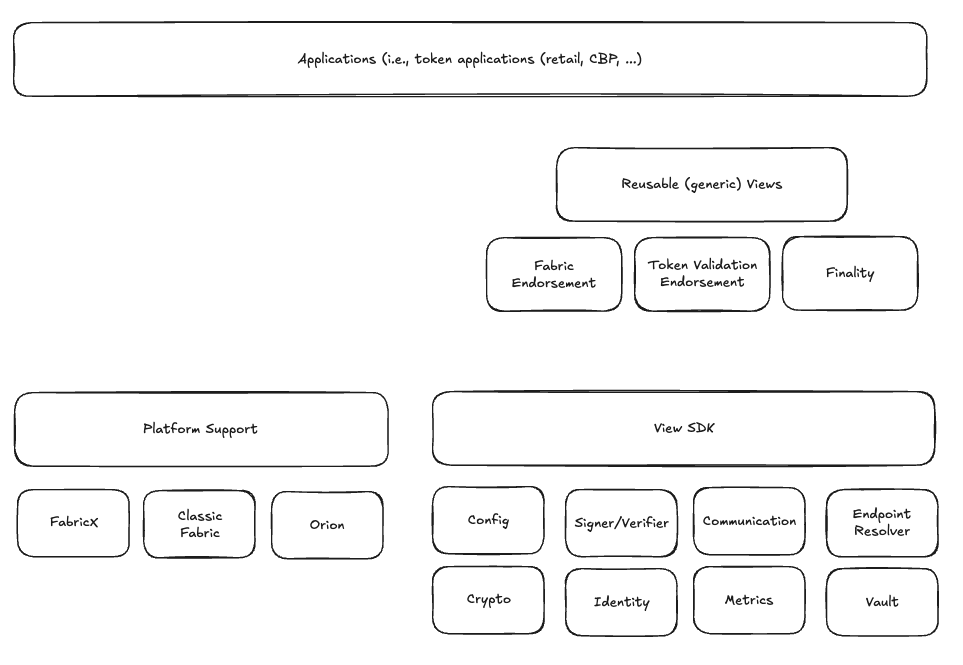 Applications (i.e., token applications (retail, CBP, ...)
Reusable (generic) Views
Fabric
Endorsement
Token Validation
Endorsement
Finality
Platform Support
View SDK
FabricX
Classic
Fabric
Orion
Config
Signer/Verifier
Communication
Endpoint
Resolver
Crypto
Identity
Metrics
Vault